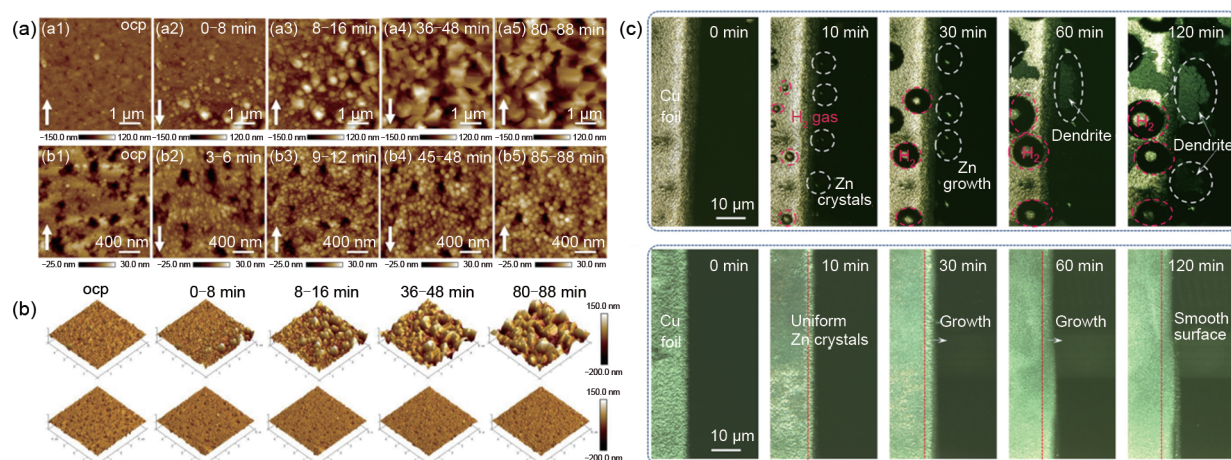 (a)
(a1) ocp
(a2) 0−8 min
(a3) 8−16 min
(a4) 36−48 min
(a5) 80−88 min
1 μm
1 μm
1 μm
1 μm
1 μm
−150.0 nm 120.0 nm
−150.0 nm 120.0 nm
−150.0 nm 120.0 nm
−150.0 nm 120.0 nm
−150.0 nm 120.0 nm
(b1) ocp
(b2) 3−6 min
(b3) 9−12 min
(b4) 45−48 min
(b5) 85−88 min
400 nm
400 nm
400 nm
400 nm
400 nm
−25.0 nm 30.0 nm
−25.0 nm 30.0 nm
−25.0 nm 30.0 nm
−25.0 nm 30.0 nm
−25.0 nm 30.0 nm
(b)
ocp
0−8 min
8−16 min
36−48 min
80−88 min
150.0 nm
−200.0 nm
150.0 nm
−200.0 nm
(c)
0 min
Cu
foil
10 μm
10 min
H2 gas
Zn
crystals
30 min
H2
Zn
growth
60 min
H2
Dendrite
120 min
H2
Dendrite
0 min
Cu
foil
10 μm
10 min
Uniform
Zn crystals
30 min
Growth
60 min
Growth
120 min
Smooth
surface